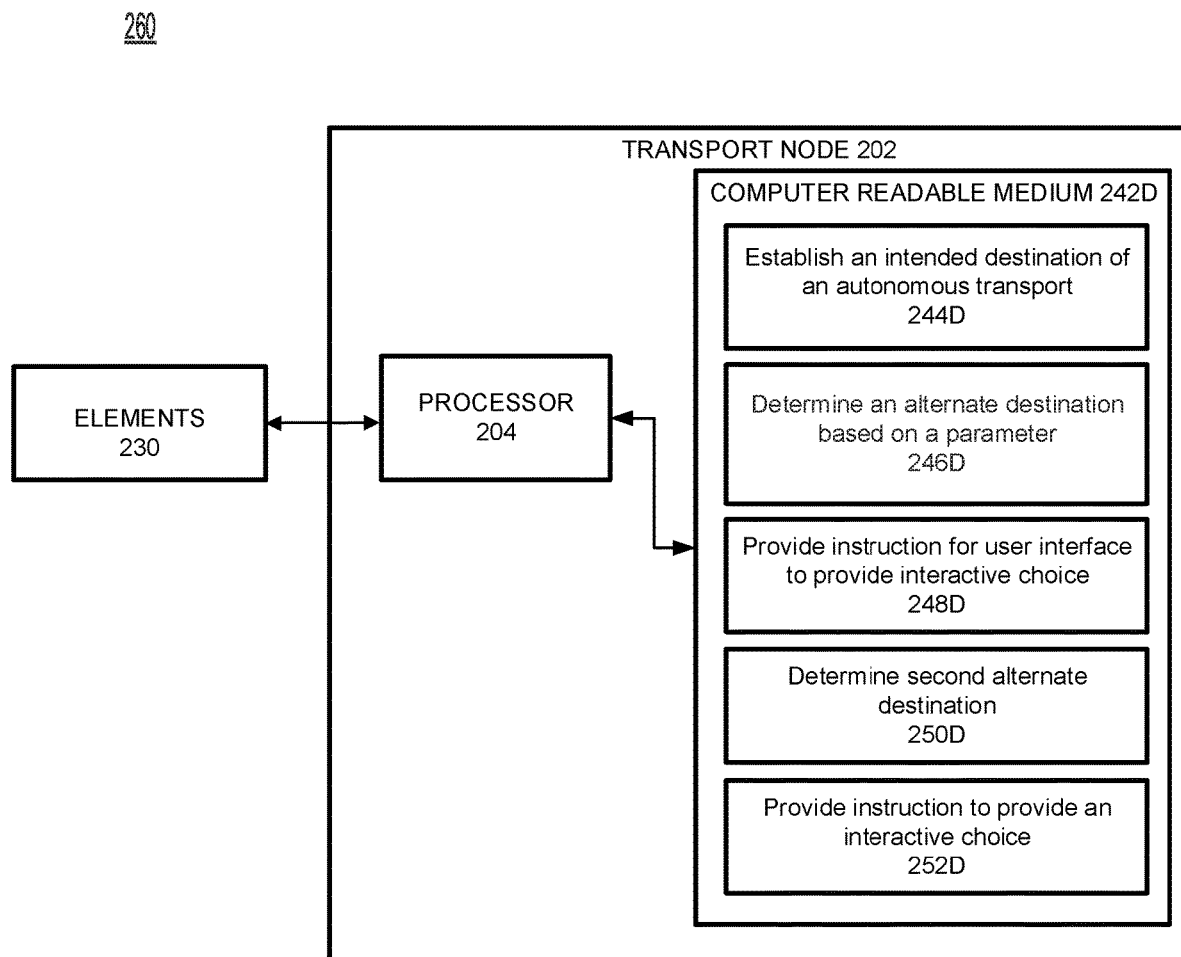 260
TRANSPORT NODE 202
COMPUTER READABLE MEDIUM 242D
Establish an intended destination of
an autonomous transport
244D
Determine an alternate destination
based on a parameter
246D
Provide instruction for user interface
to provide interactive choice
248D
Determine second alternate
destination
250D
Provide instruction to provide an
interactive choice
252D
PROCESSOR
204
ELEMENTS
230